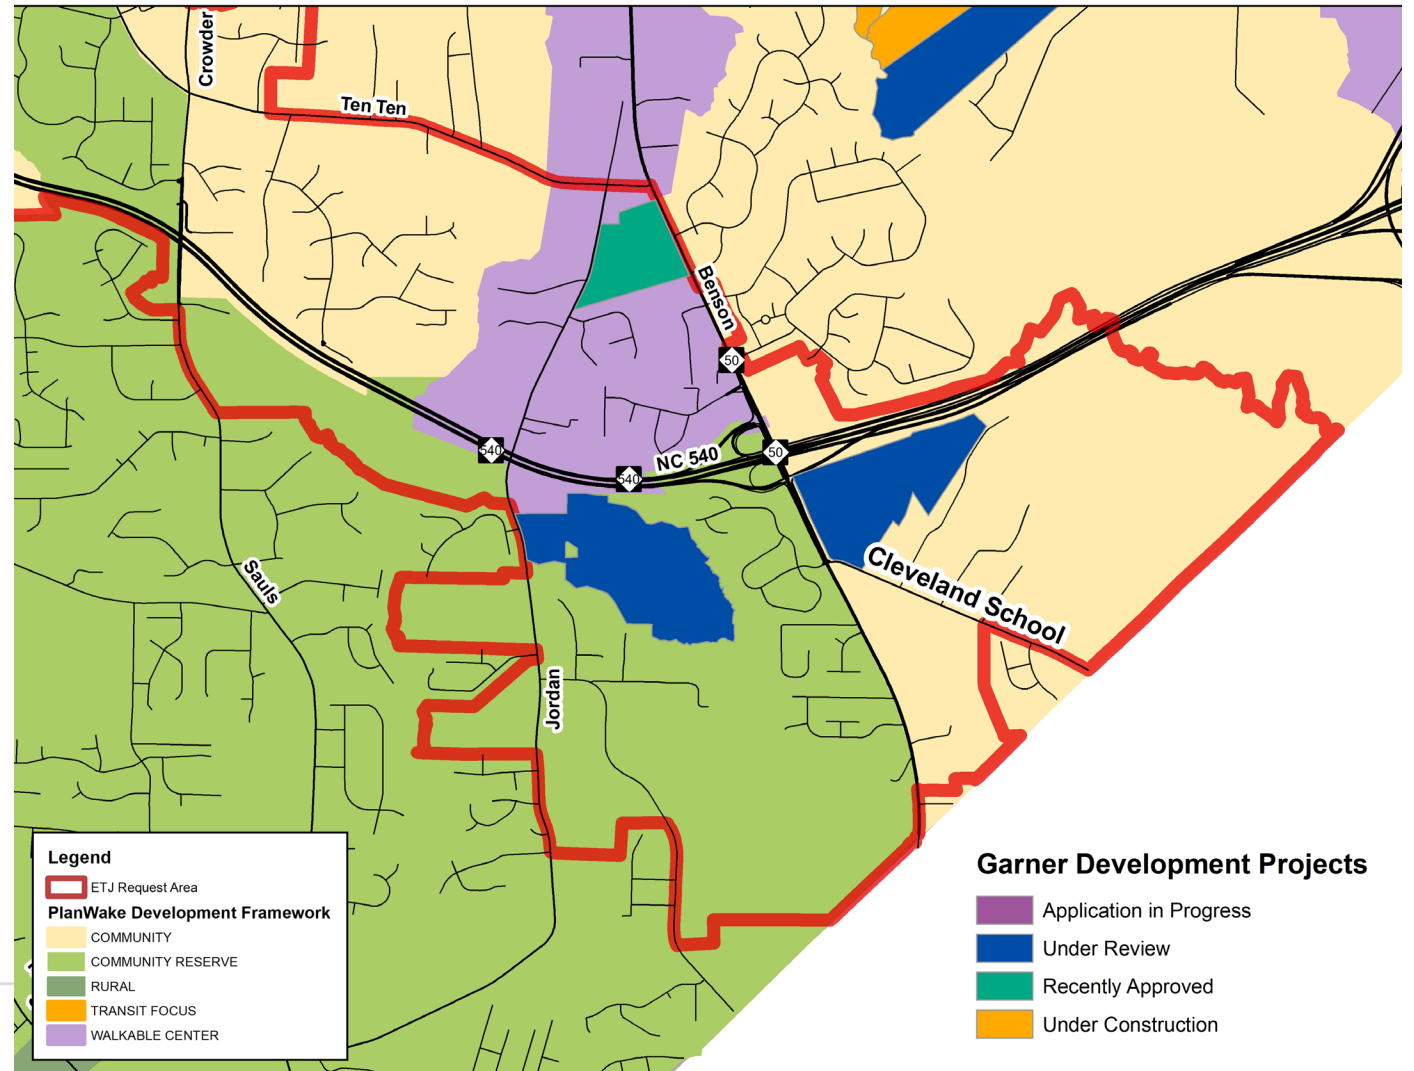 Crowder
Ten Ten
Benson
50
540
NC 540
50
540
Cleveland School
Sauls
Jordan
Legend
ETJ Request Area
PlanWake Development Framework
COMMUNITY
COMMUNITY RESERVE
RURAL
TRANSIT FOCUS
WALKABLE CENTER
Garner Development Projects
Application in Progress
Under Review
Recently Approved
Under Construction